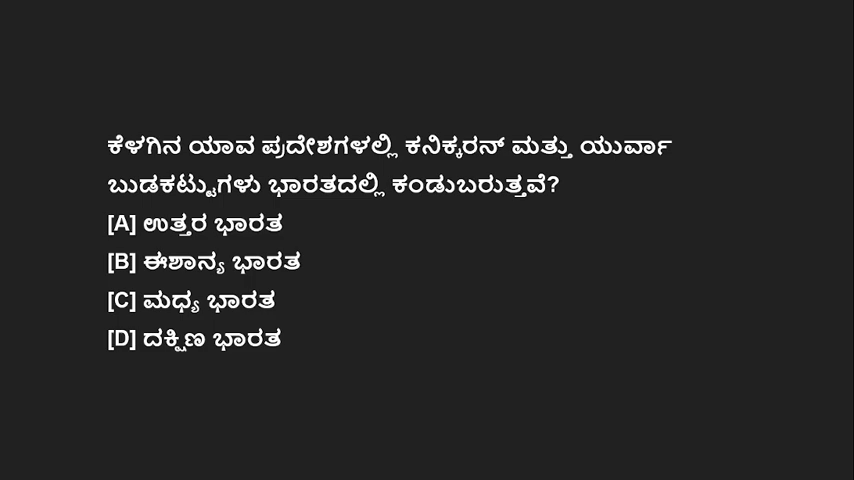 ಕೆಳಗಿನ ಯಾವ ಪ್ರದೇಶಗಳಲ್ಲಿ ಕನಿಕ್ಕರನ್ ಮತ್ತು ಯುರ್ವಾ
ಬುಡಕಟ್ಟುಗಳು ಭಾರತದಲ್ಲಿ ಕಂಡುಬರುತ್ತವೆ?
[A] ಉತ್ತರ ಭಾರತ
[B] ಈಶಾನ್ಯ ಭಾರತ
[C] ಮಧ್ಯ ಭಾರತ
[D] ದಕ್ಷಿಣ ಭಾರತ